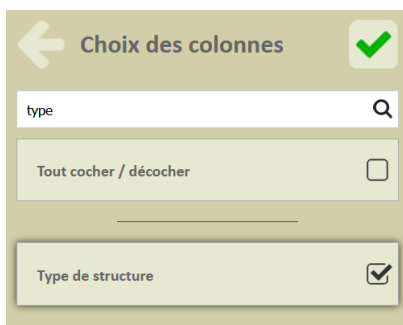 Choix des colonnes
type
Tout cocher / décocher
Type de structure